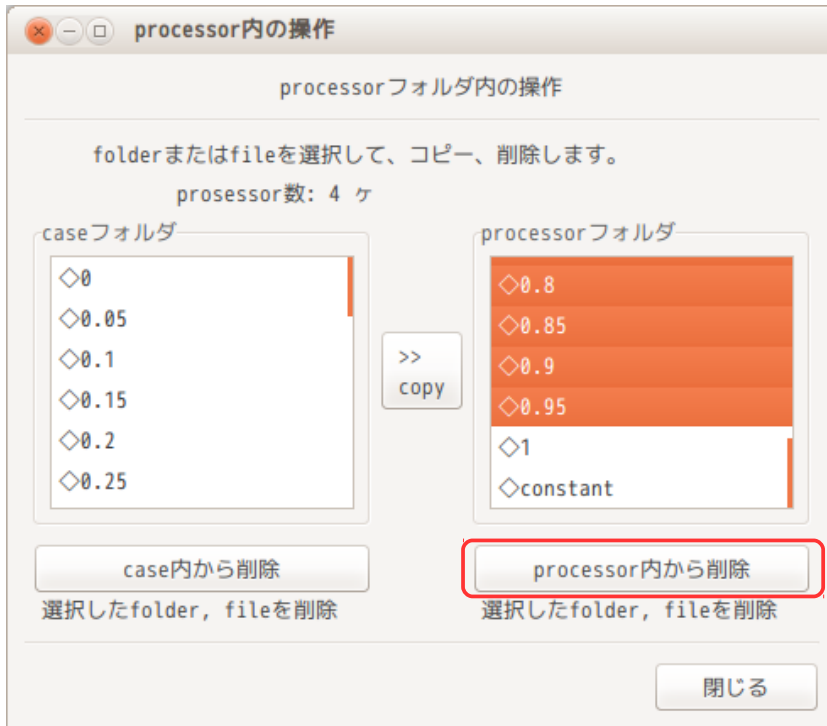 processor内の操作
processorフォルダ内の操作
folderまたはfileを選択して、コピー、削除します。
prosessor数: 4 ヶ
caseフォルダ
◇0
◇0.05
◇0.1
◇0.15
◇0.2
◇0.25
>>
copy
processorフォルダ
◇0.8
◇0.85
◇0.9
◇0.95
◇1
◇constant
case内から削除
選択したfolder, fileを削除
processor内から削除
選択したfolder, fileを削除
閉じる